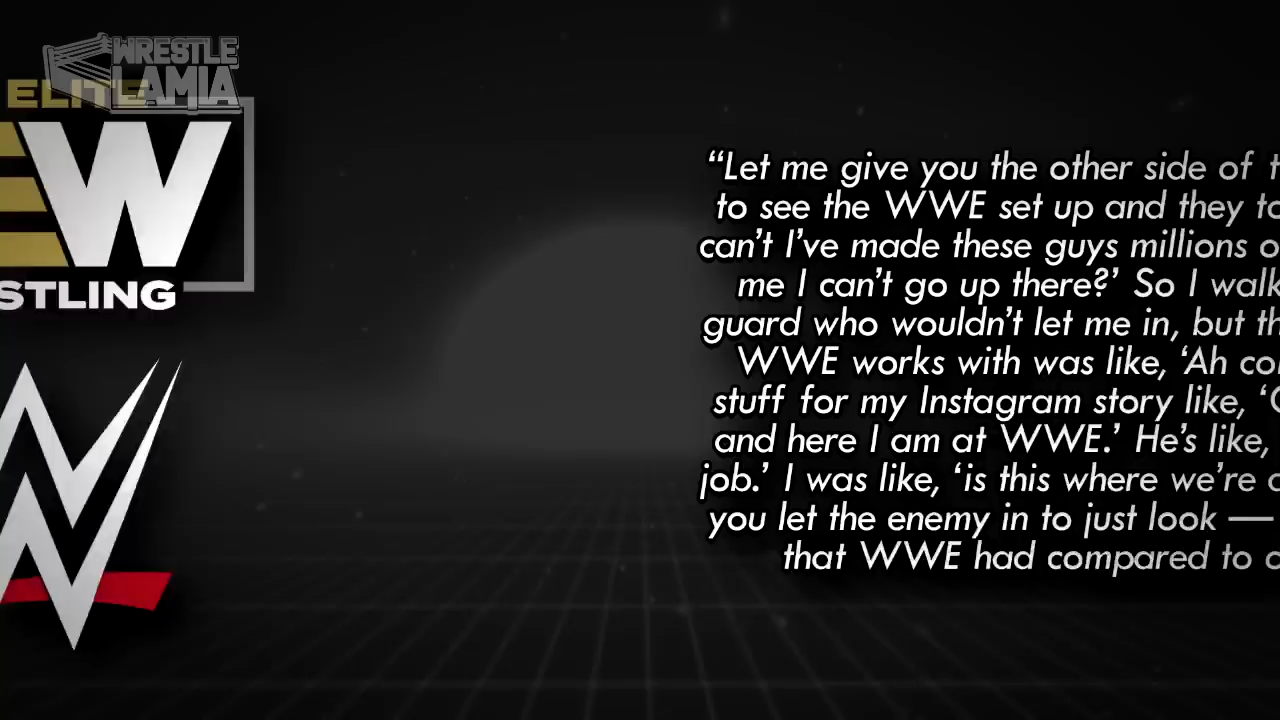 WRESTLE
LAMIA
ELITE
EW
STLING
“Let me give you the other side of t
to see the WWE set up and they to
can’t I’ve made these guys millions o
me I can’t go up there?’ So I walk
guard who wouldn’t let me in, but th
WWE works with was like, ‘Ah co
stuff for my Instagram story like, ‘
and here I am at WWE.’ He’s like,
job.’ I was like, ‘is this where we’re
you let the enemy in to just look —
that WWE had compared to